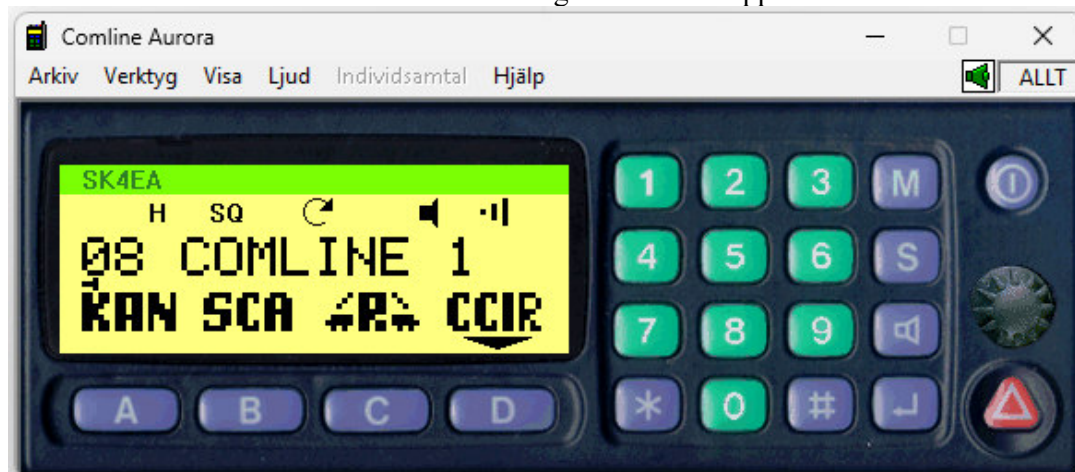 Comline Aurora
Arkiv Verktyg Visa Ljud Individsamtal Hjälp ALLT
SK4EA
H SQ
08 COMLINE 1
KAN SCA R CCIR
1 2 3 M
4 5 6 S
7 8 9
* 0 #
A B C D